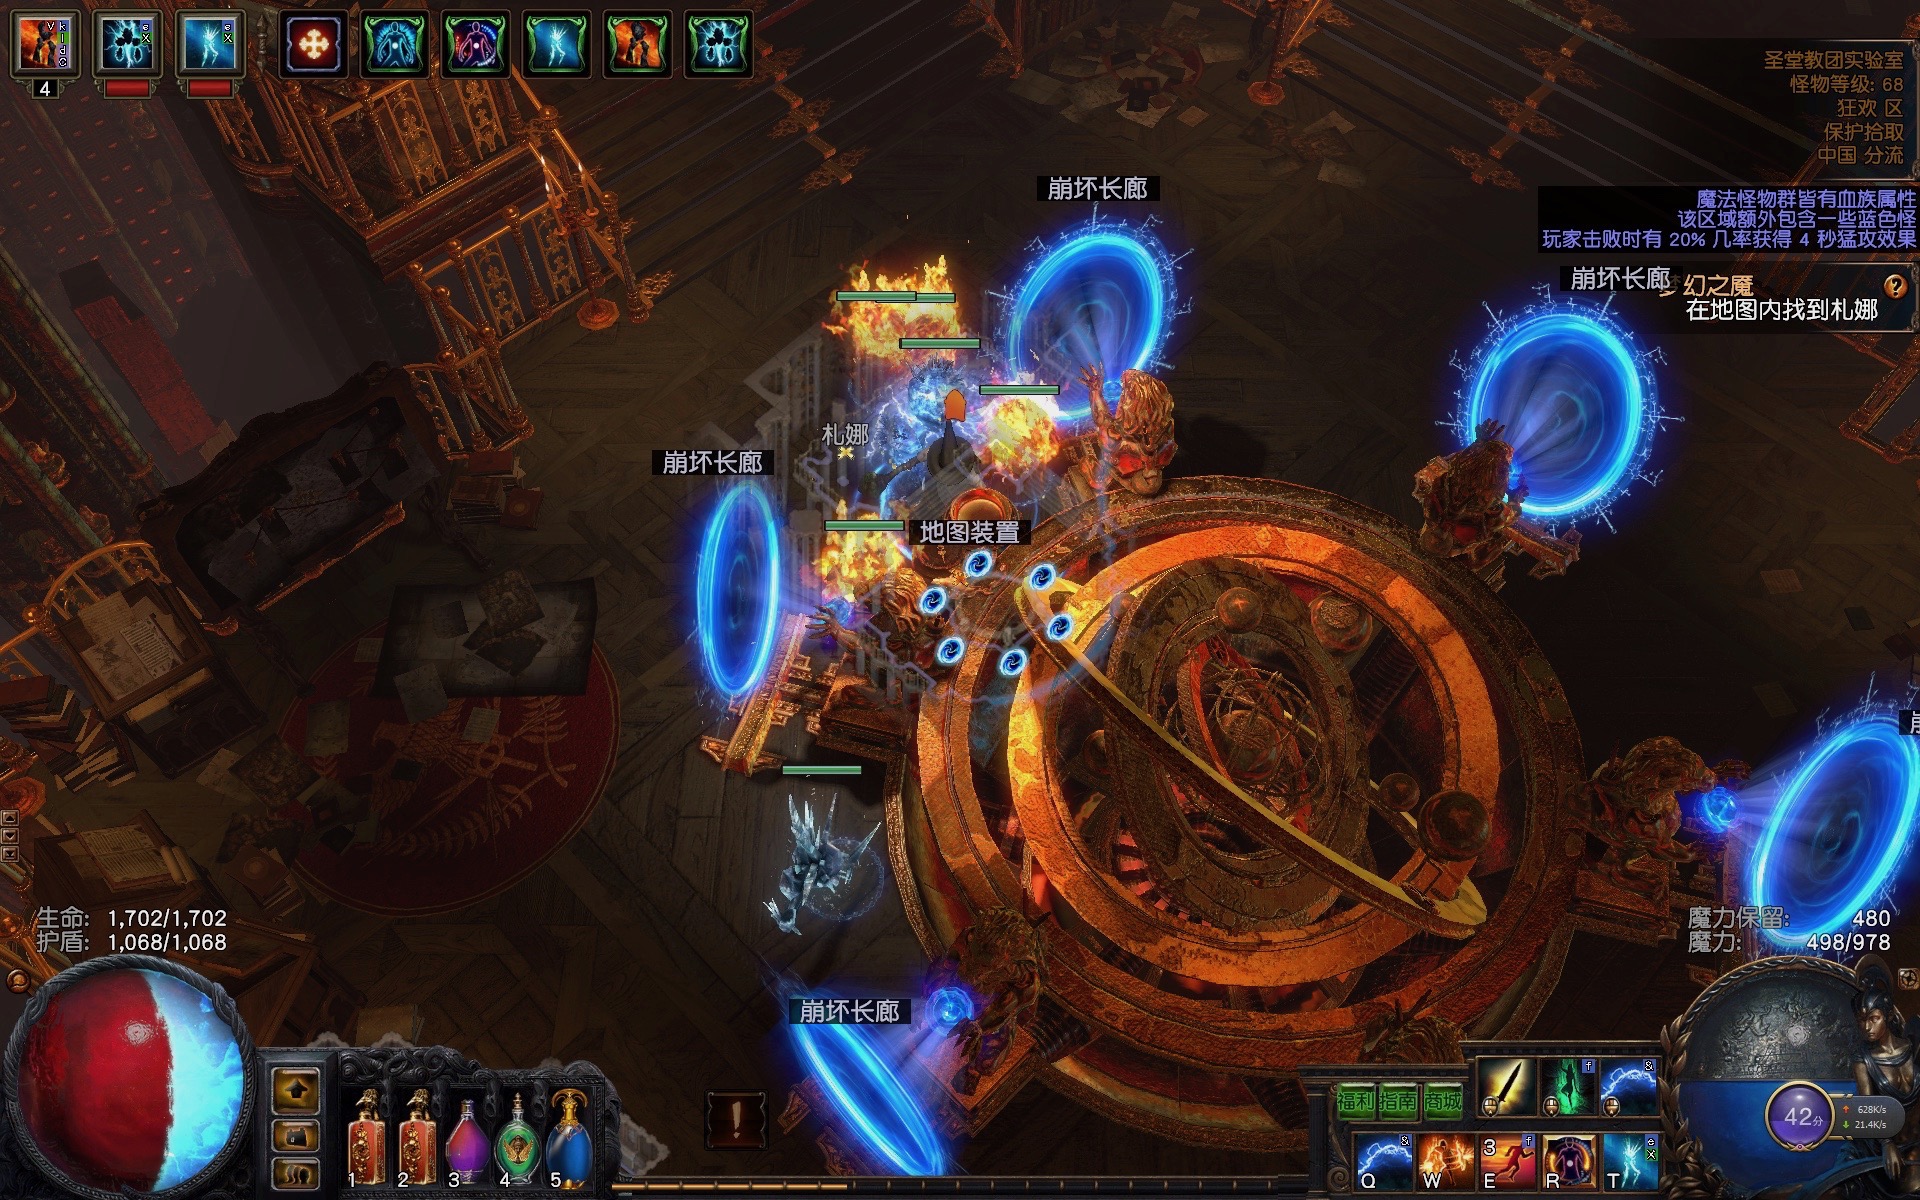 V k
l
d
c
e
X
e
X
4
圣堂教团实验室
怪物等级: 68
狂欢 区
保护拾取
中国 分流
魔法怪物群皆有血族属性
该区域额外包含一些蓝色怪
玩家击败时有 20% 几率获得 4 秒猛攻效果
幻之魇
?
在地图内找到札娜
崩坏长廊
崩坏长廊
札娜
崩坏长廊
地图装置
崩坏长廊
生命: 1,702/1,702
护盾: 1,068/1,068
魔力保留: 480
魔力: 498/978
1
2
3
4
5
!
福利 指南 商城
f
&
&
Q
W
3
f
E
R
e
X
T
42分
628K/s
21.4K/s